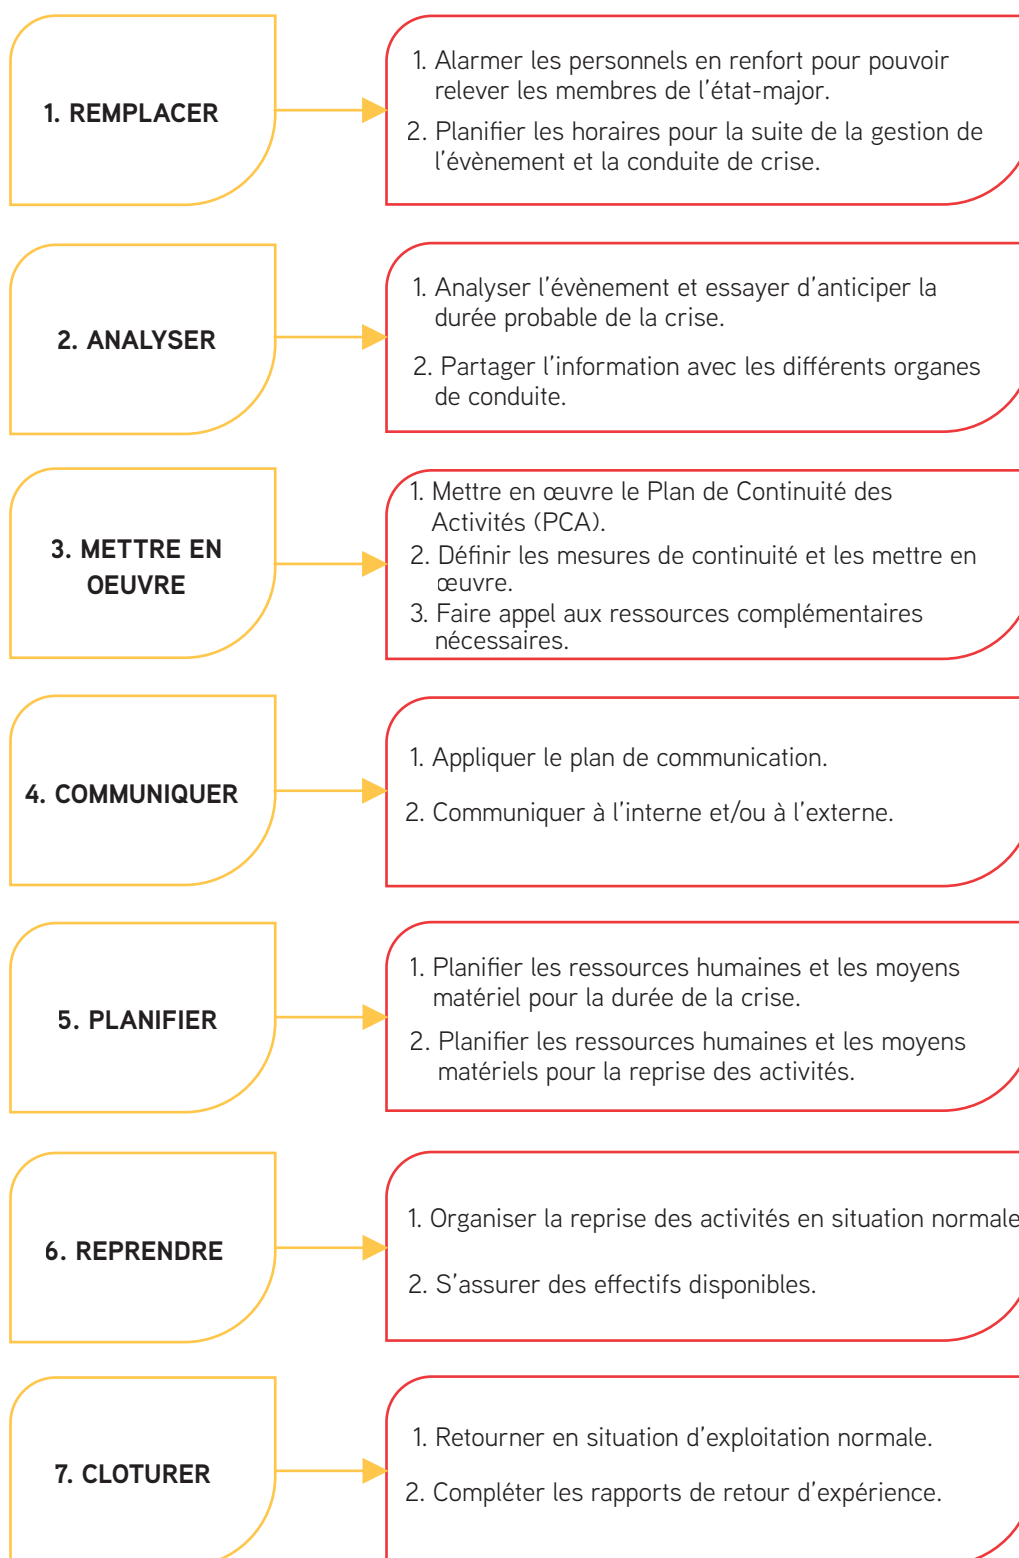 1. REMPLACER
1. Alarmer les personnels en renfort pour pouvoir
relever les membres de l'état-major.
2. Planifier les horaires pour la suite de la gestion de
l'évènement et la conduite de crise.
2. ANALYSER
1. Analyser l'évènement et essayer d'anticiper la
durée probable de la crise.
2. Partager l'information avec les différents organes
de conduite.
3. METTRE EN
OEUVRE
1. Mettre en œuvre le Plan de Continuité des
Activités (PCA).
2. Définir les mesures de continuité et les mettre en
œuvre.
3. Faire appel aux ressources complémentaires
nécessaires.
4. COMMUNIQUER
1. Appliquer le plan de communication.
2. Communiquer à l'interne et/ou à l'externe.
5. PLANIFIER
1. Planifier les ressources humaines et les moyens
matériel pour la durée de la crise.
2. Planifier les ressources humaines et les moyens
matériels pour la reprise des activités.
6. REPRENDRE
1. Organiser la reprise des activités en situation normale
2. S'assurer des effectifs disponibles.
7. CLOTURER
1. Retourner en situation d'exploitation normale.
2. Compléter les rapports de retour d'expérience.